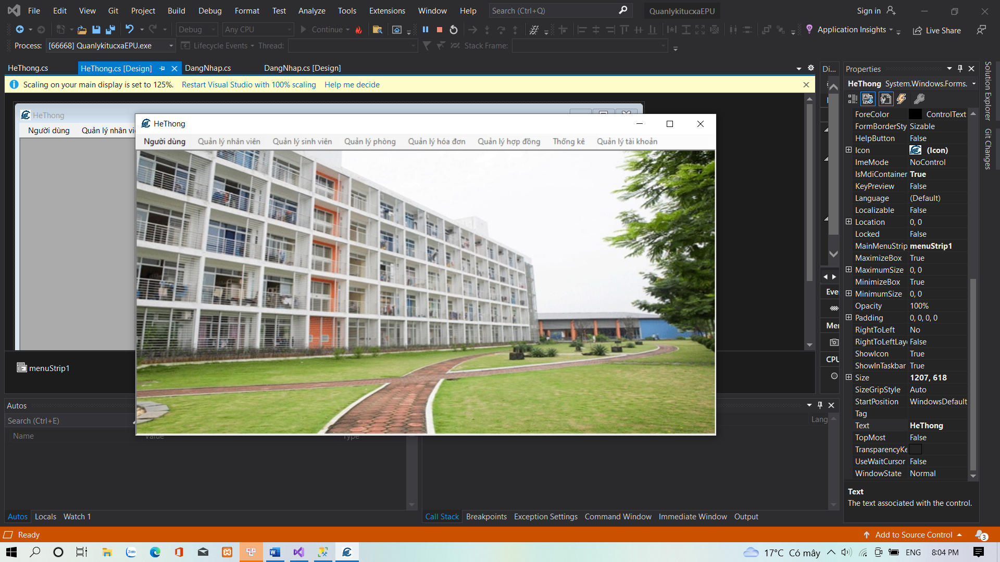 File Edit View Git Project Build Debug Format Test Analyze Tools Extensions Window Help Search (Ctrl+Q) QuanlykitucxaEPU Sign in
Debug Any CPU Continue Application Insights Live Share
Process: [66668] QuanlykitucxaEPU.exe Lifecycle Events Thread: Stack Frame:
HeThong.cs HeThong.cs [Design] DangNhap.cs DangNhap.cs [Design]
Scaling on your main display is set to 125%. Restart Visual Studio with 100% scaling Help me decide
HeThong
Người dùng Quản lý nhân vi
HeThong
Người dùng Quản lý nhân viên Quản lý sinh viên Quản lý phòng Quản lý hóa đơn Quản lý hợp đồng Thống kê Quản lý tài khoản
menuStrip1
Autos
Search (Ctrl+E)
Name Value Type
Lang
Autos Locals Watch 1
Call Stack Breakpoints Exception Settings Command Window Immediate Window Output
Di...
Ever
Mer
CPU
Properties
HeThong System.Windows.Forms.
ForeColor ControlText
FormBorderSty Sizable
HelpButton False
Icon (Icon)
ImeMode NoControl
IsMdiContainer True
KeyPreview False
Language (Default)
Localizable False
Location 0, 0
Locked False
MainMenuStrip menuStrip1
MaximizeBox True
MaximumSize 0, 0
MinimizeBox True
MinimumSize 0, 0
Opacity 100%
Padding 0, 0, 0, 0
RightToLeft No
RightToLeftLay False
ShowIcon True
ShowInTaskbar True
Size 1207, 618
SizeGripStyle Auto
StartPosition WindowsDefault
Tag
Text HeThong
TopMost False
TransparencyKe
UseWaitCursor False
WindowState Normal
Text
The text associated with the control.
Solution Explorer
Git Changes
Ready Add to Source Control 3
Zalo 17°C Có mây ENG 8:04 PM